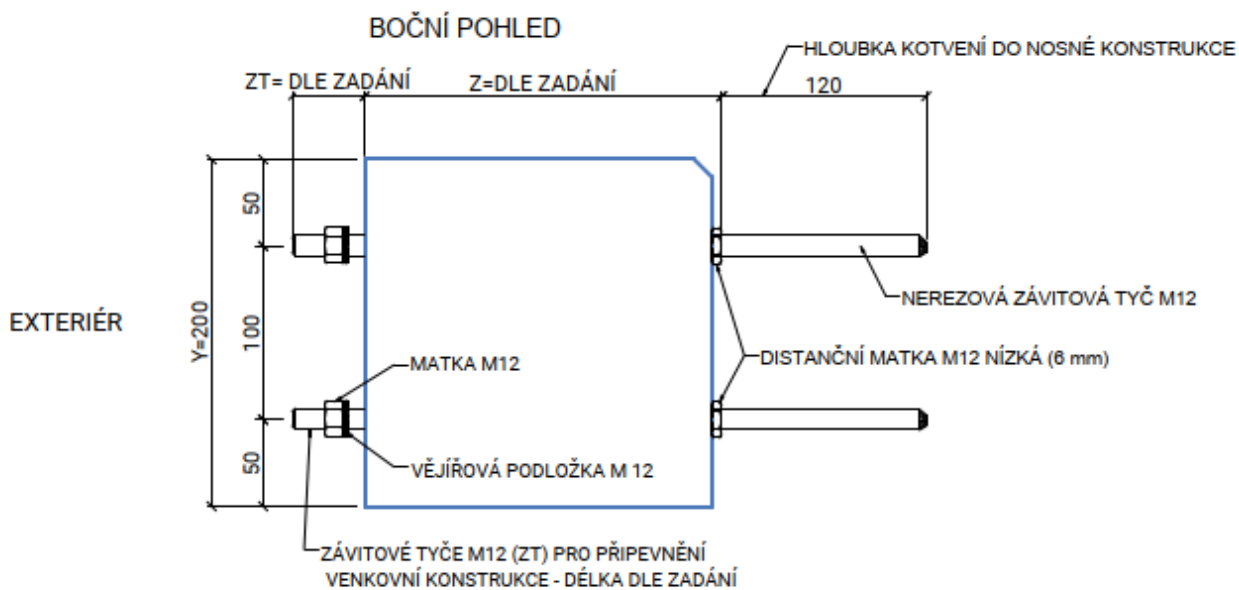 BOČNÍ POHLED
HLOUBKA KOTVENÍ DO NOSNÉ KONSTRUKCE
ZT= DLE ZADÁNÍ
Z=DLE ZADÁNÍ
120
50
NEREZOVÁ ZÁVITOVÁ TYČ M12
EXTERIÉR
Y=200
100
MATKA M12
DISTANČNÍ MATKA M12 NÍZKÁ (6 mm)
50
VĚJÍŘOVÁ PODLOŽKA M 12
ZÁVITOVÉ TYČE M12 (ZT) PRO PŘIPEVNĚNÍ
VENKOVNÍ KONSTRUKCE - DÉLKA DLE ZADÁNÍ